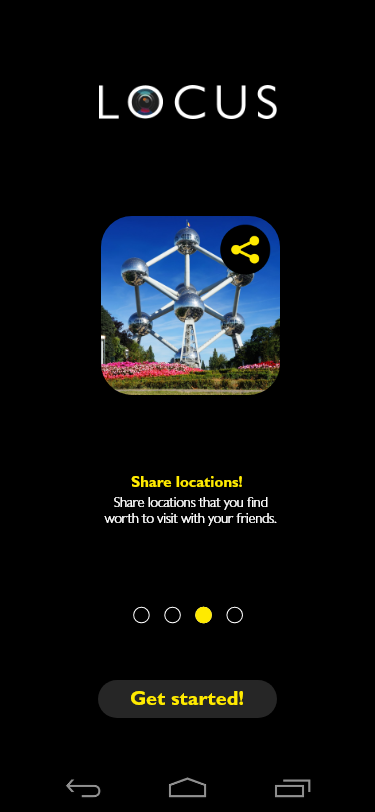 LOCUS
Share locations!
Share locations that you find
worth to visit with your friends.
Get started!